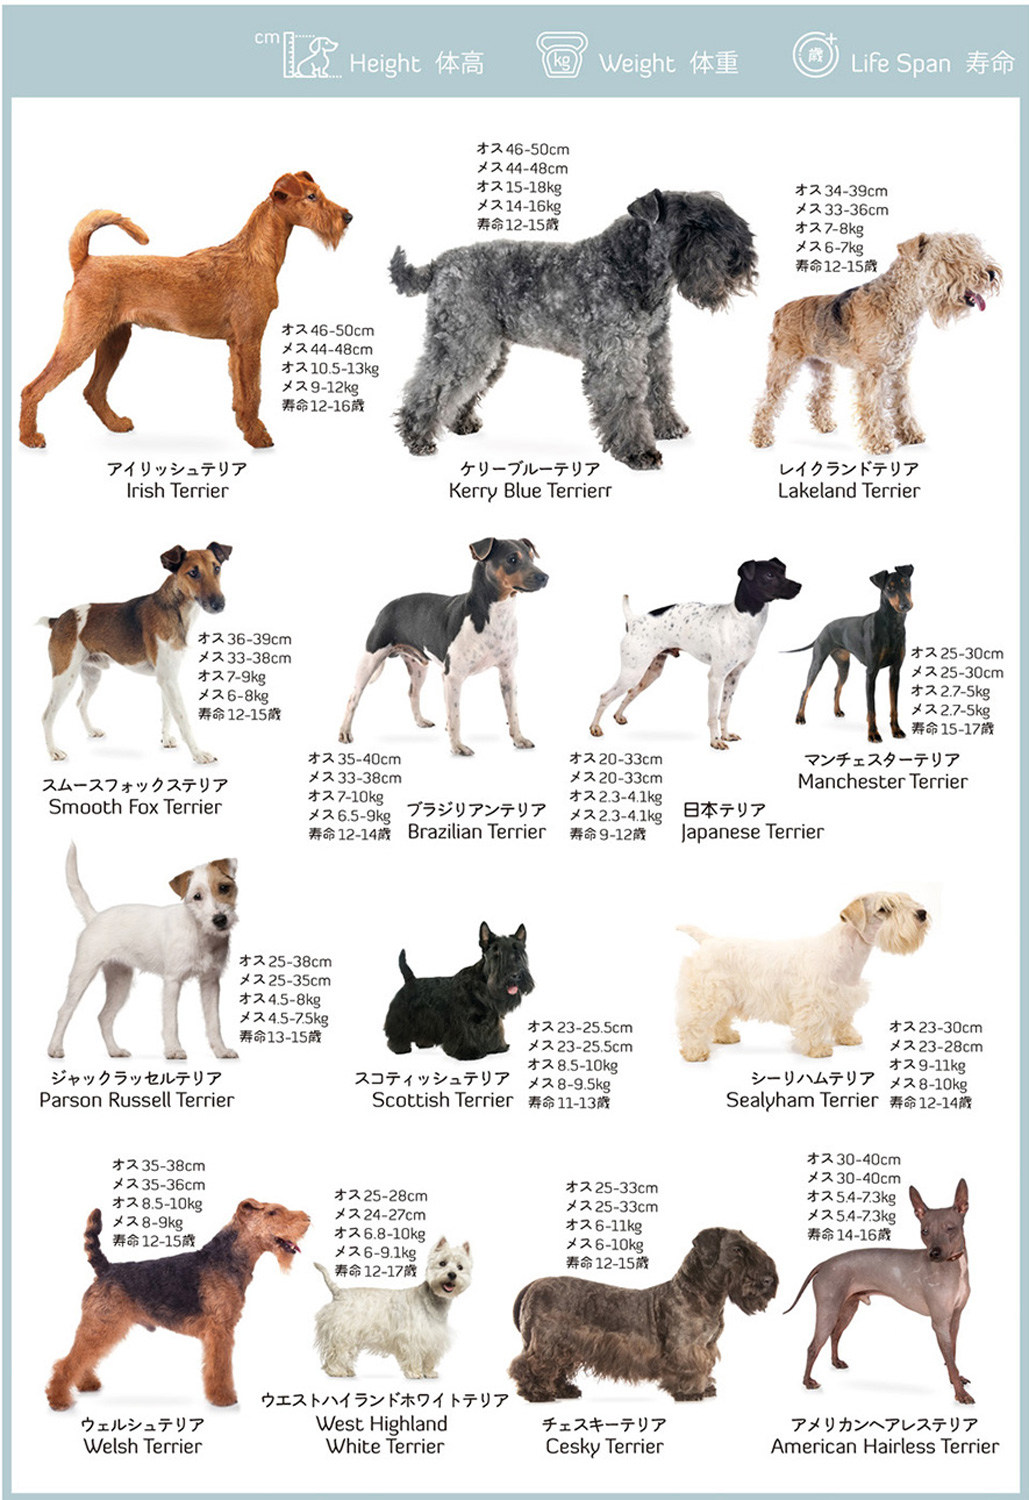 cm
Height 体高
kg
Weight 体重
歳
Life Span 寿命
オス46-50cm
メス44-48cm
オス10.5-13kg
メス9-12kg
寿命12-16歳
アイリッシュテリア
Irish Terrier
オス46-50cm
メス44-48cm
オス15-18kg
メス14-16kg
寿命12-15歳
ケリーブルーテリア
Kerry Blue Terrierr
オス34-39cm
メス33-36cm
オス7-8kg
メス6-7kg
寿命12-15歳
レイクランドテリア
Lakeland Terrier
オス36-39cm
メス33-38cm
オス7-9kg
メス6-8kg
寿命12-15歳
スムースフォックステリア
Smooth Fox Terrier
オス35-40cm
メス33-38cm
オス7-10kg
メス6.5-9kg
寿命12-14歳
ブラジリアンテリア
Brazilian Terrier
オス20-33cm
メス20-33cm
オス2.3-4.1kg
メス2.3-4.1kg
寿命9-12歳
日本テリア
Japanese Terrier
オス25-30cm
メス25-30cm
オス2.7-5kg
メス2.7-5kg
寿命15-17歳
マンチェスターテリア
Manchester Terrier
オス25-38cm
メス25-35cm
オス4.5-8kg
メス4.5-7.5kg
寿命13-15歳
ジャックラッセルテリア
Parson Russell Terrier
オス23-25.5cm
メス23-25.5cm
オス8.5-10kg
メス8-9.5kg
寿命11-13歳
スコティッシュテリア
Scottish Terrier
オス23-30cm
メス23-28cm
オス9-11kg
メス8-10kg
寿命12-14歳
シーリハムテリア
Sealyham Terrier
オス35-38cm
メス35-36cm
オス8.5-10kg
メス8-9kg
寿命12-15歳
ウェルシュテリア
Welsh Terrier
オス25-28cm
メス24-27cm
オス6.8-10kg
メス6-9.1kg
寿命12-17歳
ウエストハイランドホワイトテリア
West Highland
White Terrier
オス25-33cm
メス25-33cm
オス6-11kg
メス6-10kg
寿命12-15歳
チェスキーテリア
Cesky Terrier
オス30-40cm
メス30-40cm
オス5.4-7.3kg
メス5.4-7.3kg
寿命14-16歳
アメリカンヘアレステリア
American Hairless Terrier